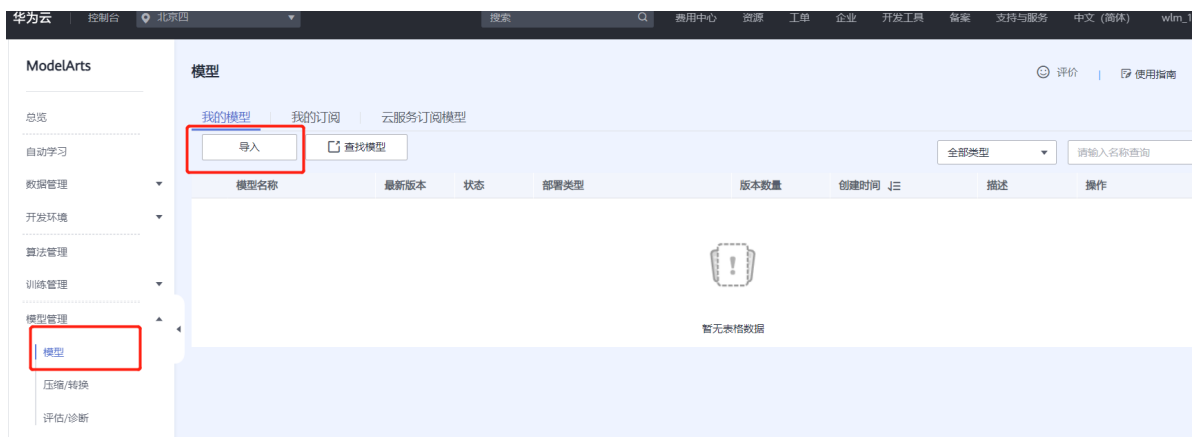 华为云 控制台 北京四 搜索 费用中心 资源 工单 企业 开发工具 备案 支持与服务 中文 (简体) wlm_1
ModelArts
模型
评价 | 使用指南
总览
我的模型 我的订阅 云服务订阅模型
自动学习
导入 查找模型 全部类型 请输入名称查询
数据管理
模型名称 最新版本 状态 部署类型 版本数量 创建时间 描述 操作
开发环境
算法管理
训练管理
模型管理
暂无表格数据
模型
压缩/转换
评估/诊断